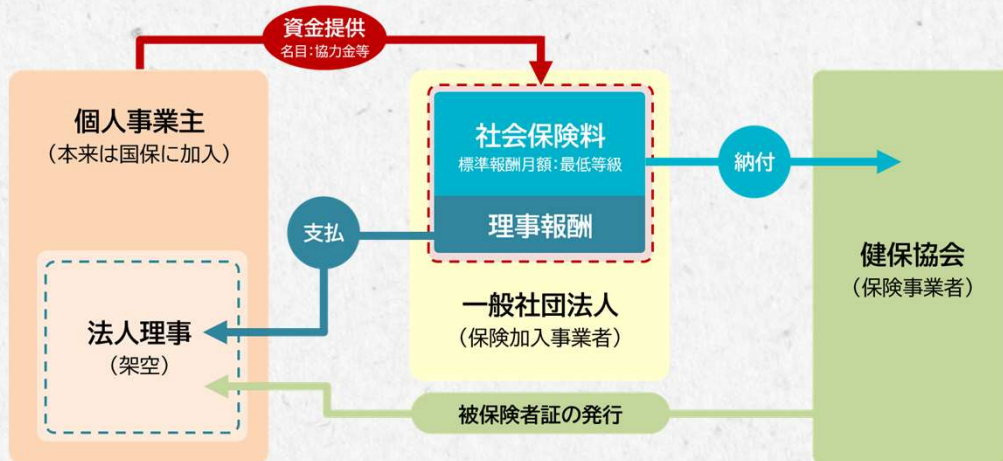 資金提供
名目：協力金等
個人事業主
（本来は国保に加入）
社会保険料
標準報酬月額：最低等級
納付
理事報酬
支払
健保協会
（保険事業者）
一般社団法人
（保険加入事業者）
法人理事
（架空）
被保険者証の発行